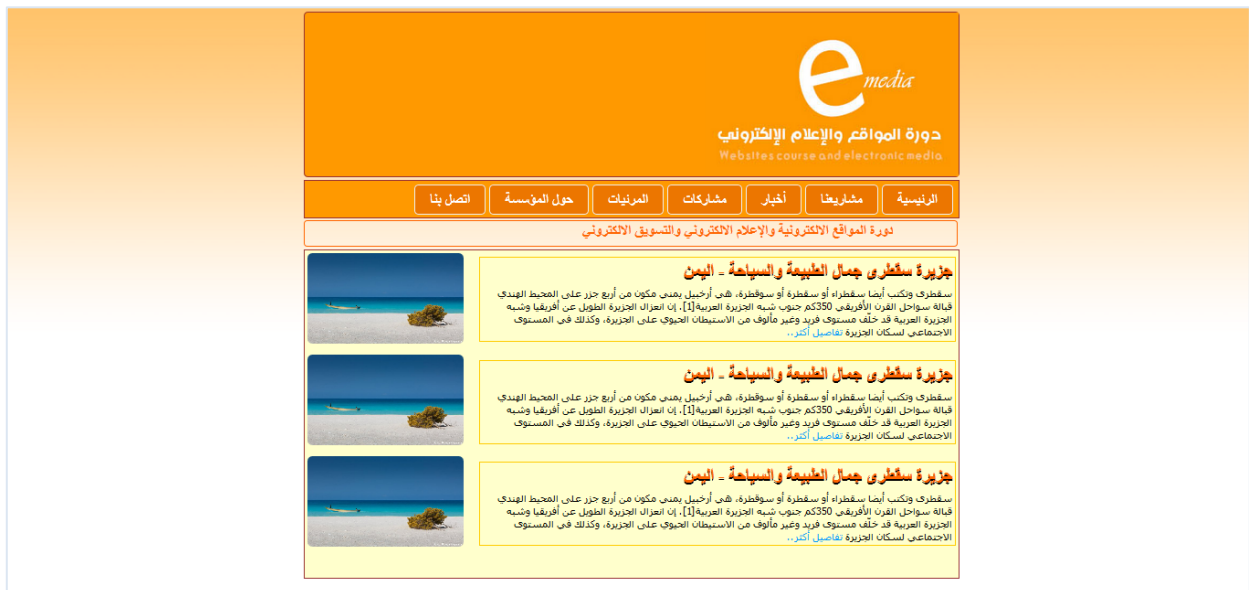 e media
دورة المواقع والإعلام الإلكتروني
Websites course and electronic media
الرئيسية مشاريعنا أخبار مشاركات المرئيات حول المؤسسة اتصل بنا
دورة المواقع الالكترونية والإعلام الالكتروني والتسويق الالكتروني
جزيرة سقطرى جمال الطبيعة والسياحة - اليمن
سقطرى وتكتب أيضا سقطراء أو سقطرة أو سوقطرة، هي أرخبيل يمني مكون من أربع جزر على المحيط الهندي
قبالة سواحل القرن الأفريقي 350كم جنوب شبه الجزيرة العربية[1]. إن انعزال الجزيرة الطويل عن أفريقيا وشبه
الجزيرة العربية قد خلّف مستوى فريد وغير مألوف من الاستيطان الحيوي على الجزيرة، وكذلك في المستوى
الاجتماعي لسكان الجزيرة تفاصيل أكثر..
جزيرة سقطرى جمال الطبيعة والسياحة - اليمن
سقطرى وتكتب أيضا سقطراء أو سقطرة أو سوقطرة، هي أرخبيل يمني مكون من أربع جزر على المحيط الهندي
قبالة سواحل القرن الأفريقي 350كم جنوب شبه الجزيرة العربية[1]. إن انعزال الجزيرة الطويل عن أفريقيا وشبه
الجزيرة العربية قد خلّف مستوى فريد وغير مألوف من الاستيطان الحيوي على الجزيرة، وكذلك في المستوى
الاجتماعي لسكان الجزيرة تفاصيل أكثر..
جزيرة سقطرى جمال الطبيعة والسياحة - اليمن
سقطرى وتكتب أيضا سقطراء أو سقطرة أو سوقطرة، هي أرخبيل يمني مكون من أربع جزر على المحيط الهندي
قبالة سواحل القرن الأفريقي 350كم جنوب شبه الجزيرة العربية[1]. إن انعزال الجزيرة الطويل عن أفريقيا وشبه
الجزيرة العربية قد خلّف مستوى فريد وغير مألوف من الاستيطان الحيوي على الجزيرة، وكذلك في المستوى
الاجتماعي لسكان الجزيرة تفاصيل أكثر..